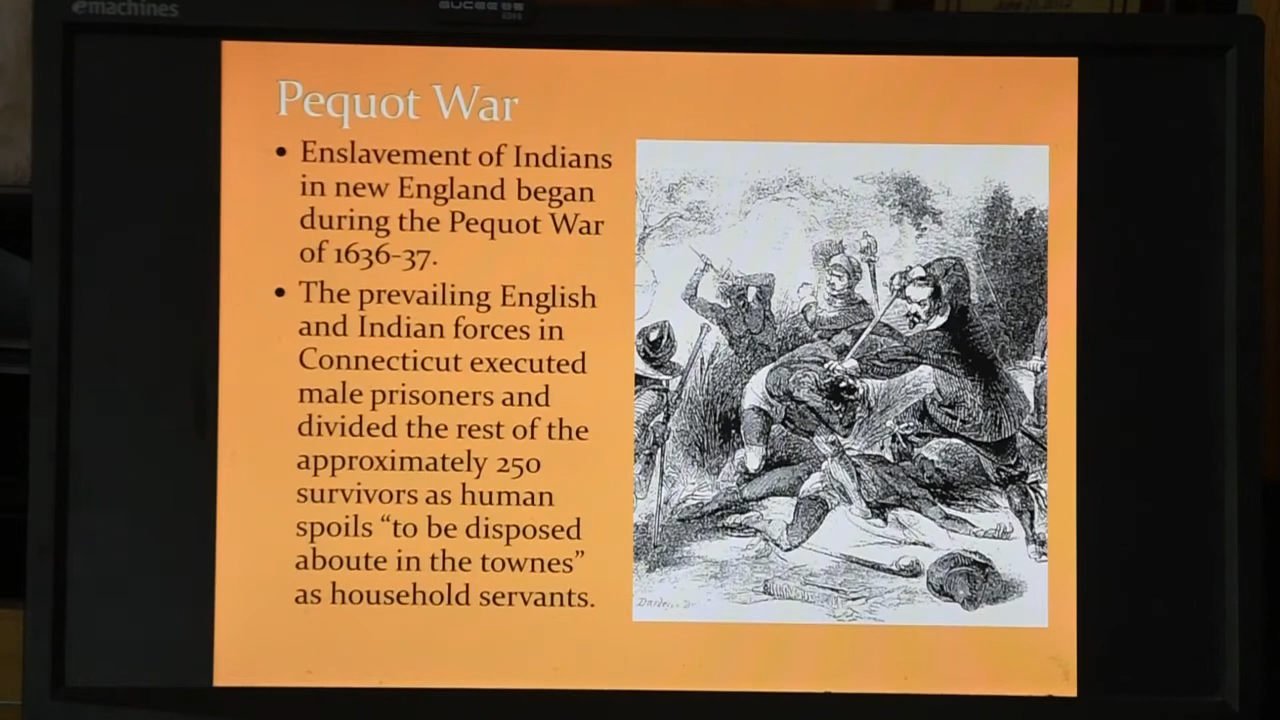 emachines
Pequot War
• Enslavement of Indians
in new England began
during the Pequot War
of 1636-37.
• The prevailing English
and Indian forces in
Connecticut executed
male prisoners and
divided the rest of the
approximately 250
survivors as human
spoils “to be disposed
aboute in the townes”
as household servants.